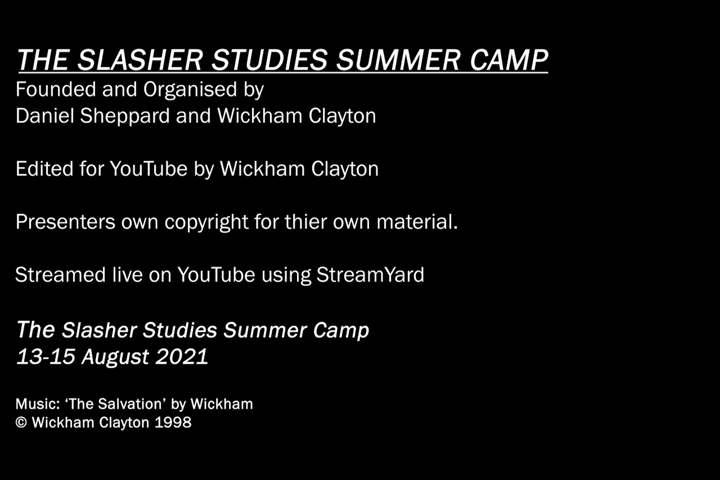 THE SLASHER STUDIES SUMMER CAMP
Founded and Organised by
Daniel Sheppard and Wickham Clayton
Edited for YouTube by Wickham Clayton
Presenters own copyright for thier own material.
Streamed live on YouTube using StreamYard
The Slasher Studies Summer Camp
13-15 August 2021
Music: ‘The Salvation’ by Wickham
© Wickham Clayton 1998